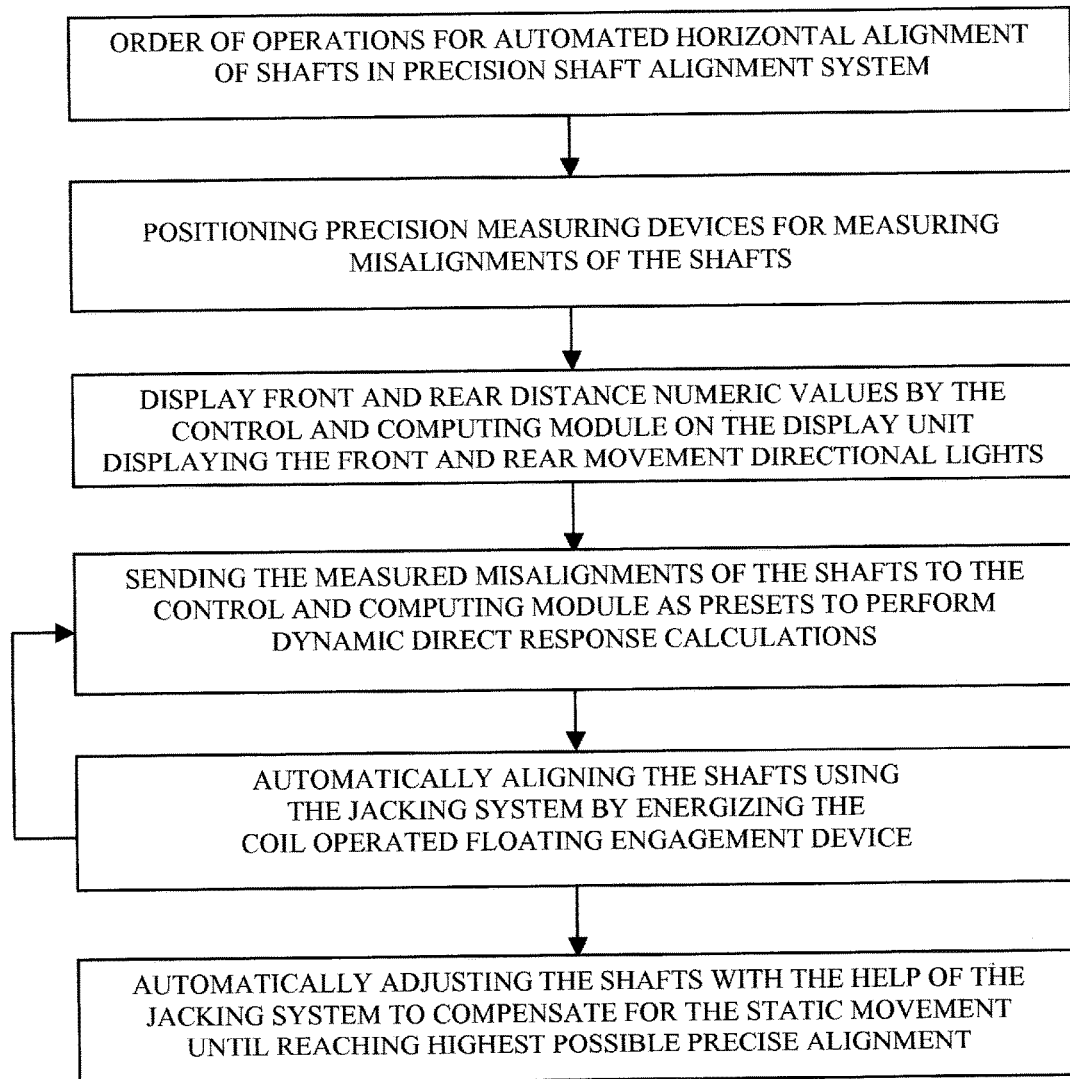 ORDER OF OPERATIONS FOR AUTOMATED HORIZONTAL ALIGNMENT
OF SHAFTS IN PRECISION SHAFT ALIGNMENT SYSTEM
POSITIONING PRECISION MEASURING DEVICES FOR MEASURING
MISALIGNMENTS OF THE SHAFTS
DISPLAY FRONT AND REAR DISTANCE NUMERIC VALUES BY THE
CONTROL AND COMPUTING MODULE ON THE DISPLAY UNIT
DISPLAYING THE FRONT AND REAR MOVEMENT DIRECTIONAL LIGHTS
SENDING THE MEASURED MISALIGNMENTS OF THE SHAFTS TO THE
CONTROL AND COMPUTING MODULE AS PRESETS TO PERFORM
DYNAMIC DIRECT RESPONSE CALCULATIONS
AUTOMATICALLY ALIGNING THE SHAFTS USING
THE JACKING SYSTEM BY ENERGIZING THE
COIL OPERATED FLOATING ENGAGEMENT DEVICE
AUTOMATICALLY ADJUSTING THE SHAFTS WITH THE HELP OF THE
JACKING SYSTEM TO COMPENSATE FOR THE STATIC MOVEMENT
UNTIL REACHING HIGHEST POSSIBLE PRECISE ALIGNMENT